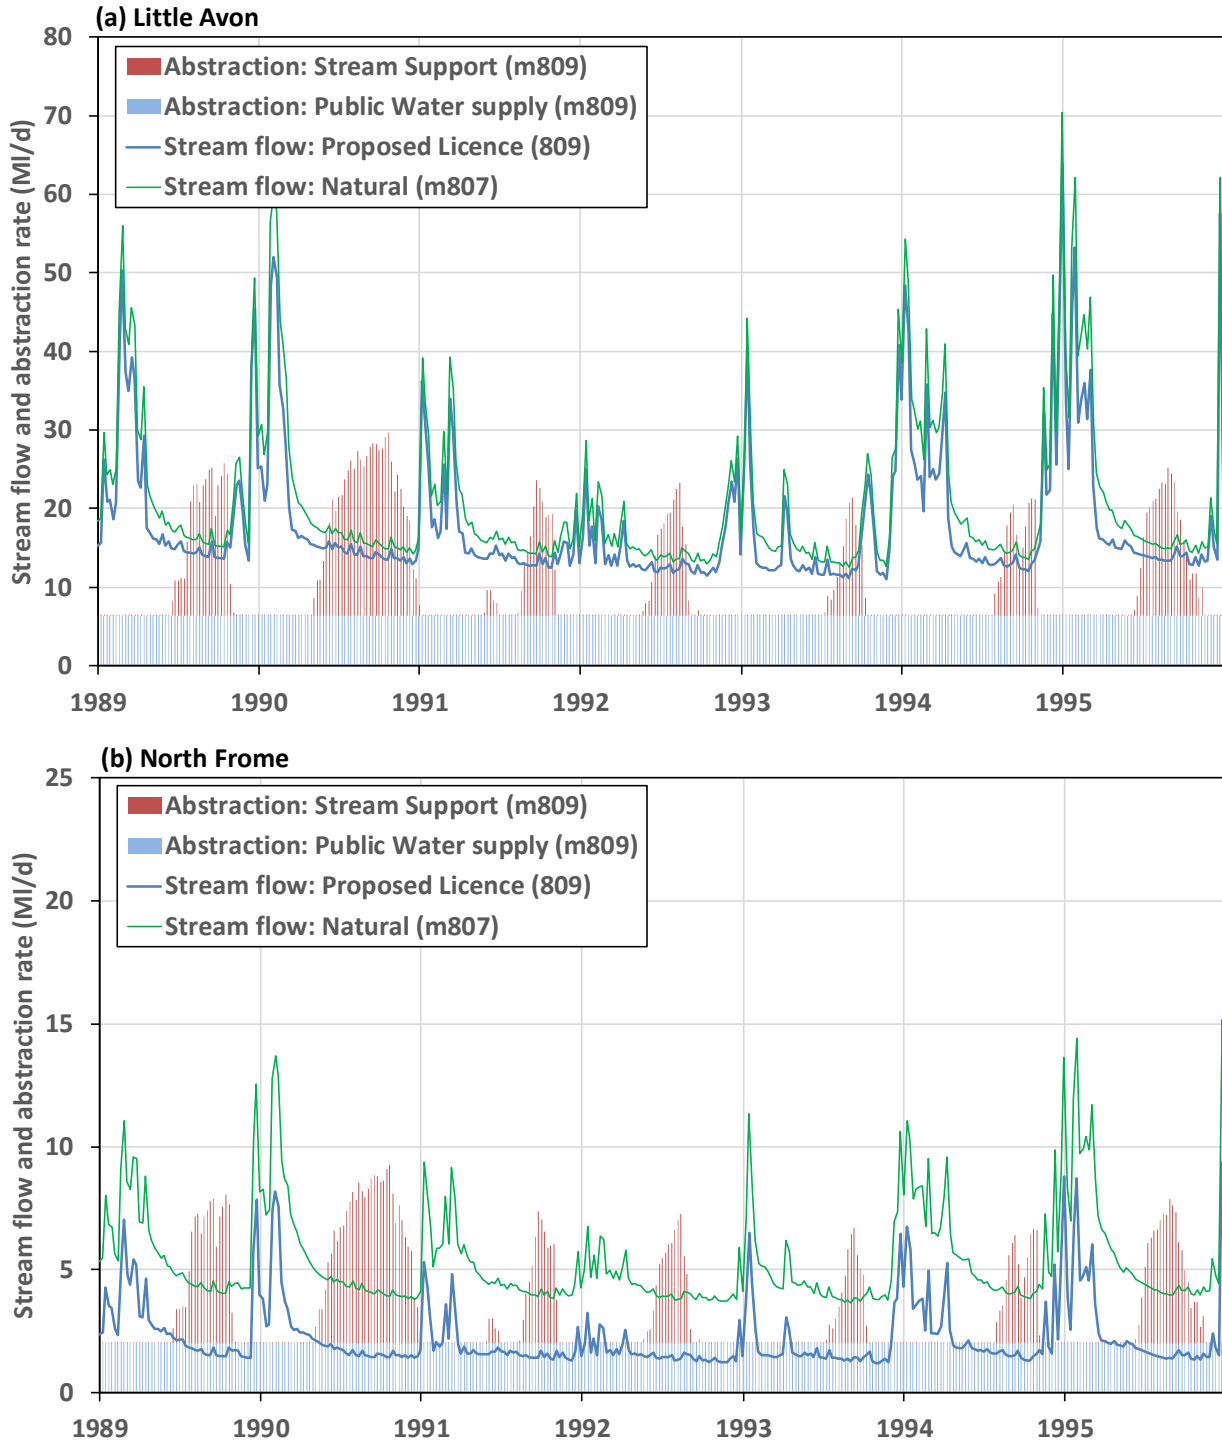 (a) Little Avon
80
70
60
50
40
30
20
10
0
Stream flow and abstraction rate (Ml/d)
Abstraction: Stream Support (m809)
Abstraction: Public Water supply (m809)
Stream flow: Proposed Licence (809)
Stream flow: Natural (m807)
1989 1990 1991 1992 1993 1994 1995
(b) North Frome
25
20
15
10
5
0
Stream flow and abstraction rate (Ml/d)
Abstraction: Stream Support (m809)
Abstraction: Public Water supply (m809)
Stream flow: Proposed Licence (809)
Stream flow: Natural (m807)
1989 1990 1991 1992 1993 1994 1995